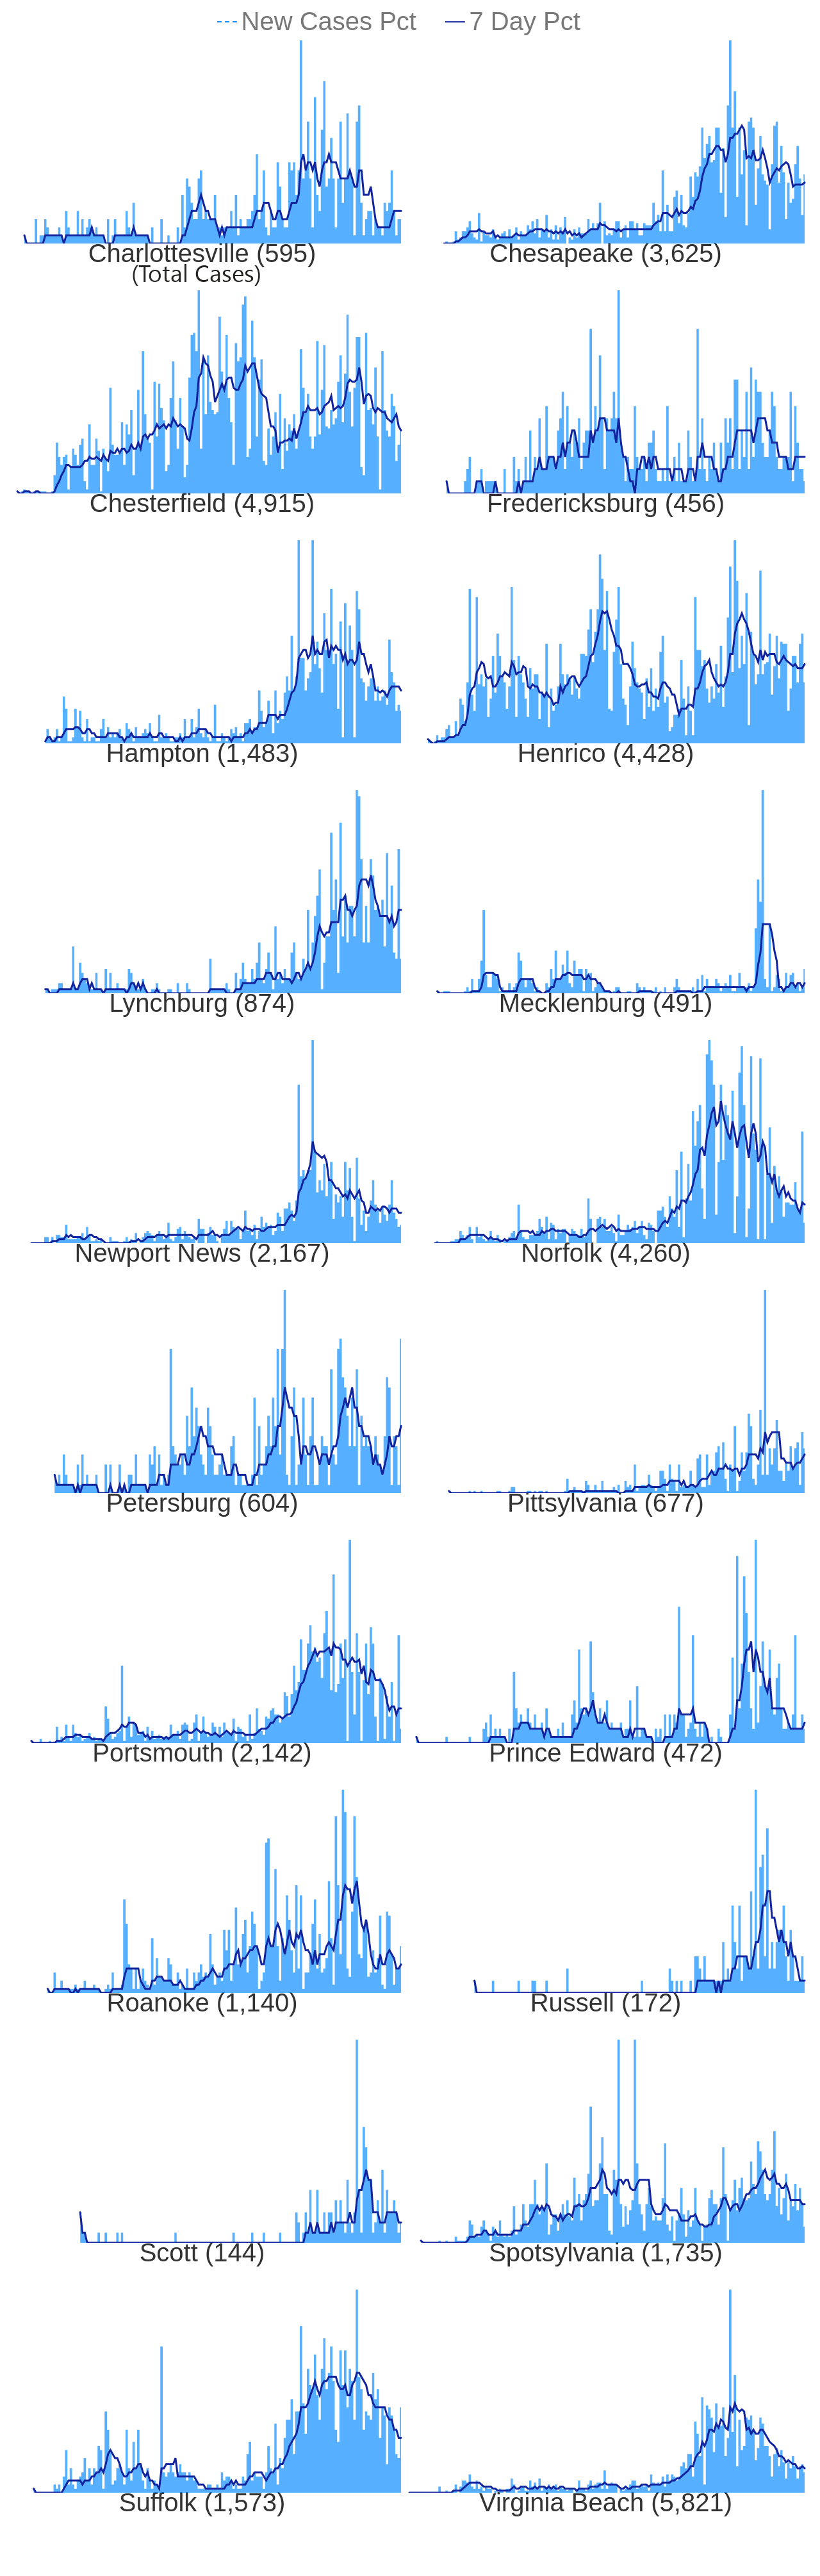 New Cases Pct 7 Day Pct
Charlottesville (595) Chesapeake (3,625)
(Total Cases)
Chesterfield (4,915) Fredericksburg (456)
Hampton (1,483) Henrico (4,428)
Lynchburg (874) Mecklenburg (491)
Newport News (2,167) Norfolk (4,260)
Petersburg (604) Pittsylvania (677)
Portsmouth (2,142) Prince Edward (472)
Roanoke (1,140) Russell (172)
Scott (144) Spotsylvania (1,735)
Suffolk (1,573) Virginia Beach (5,821)